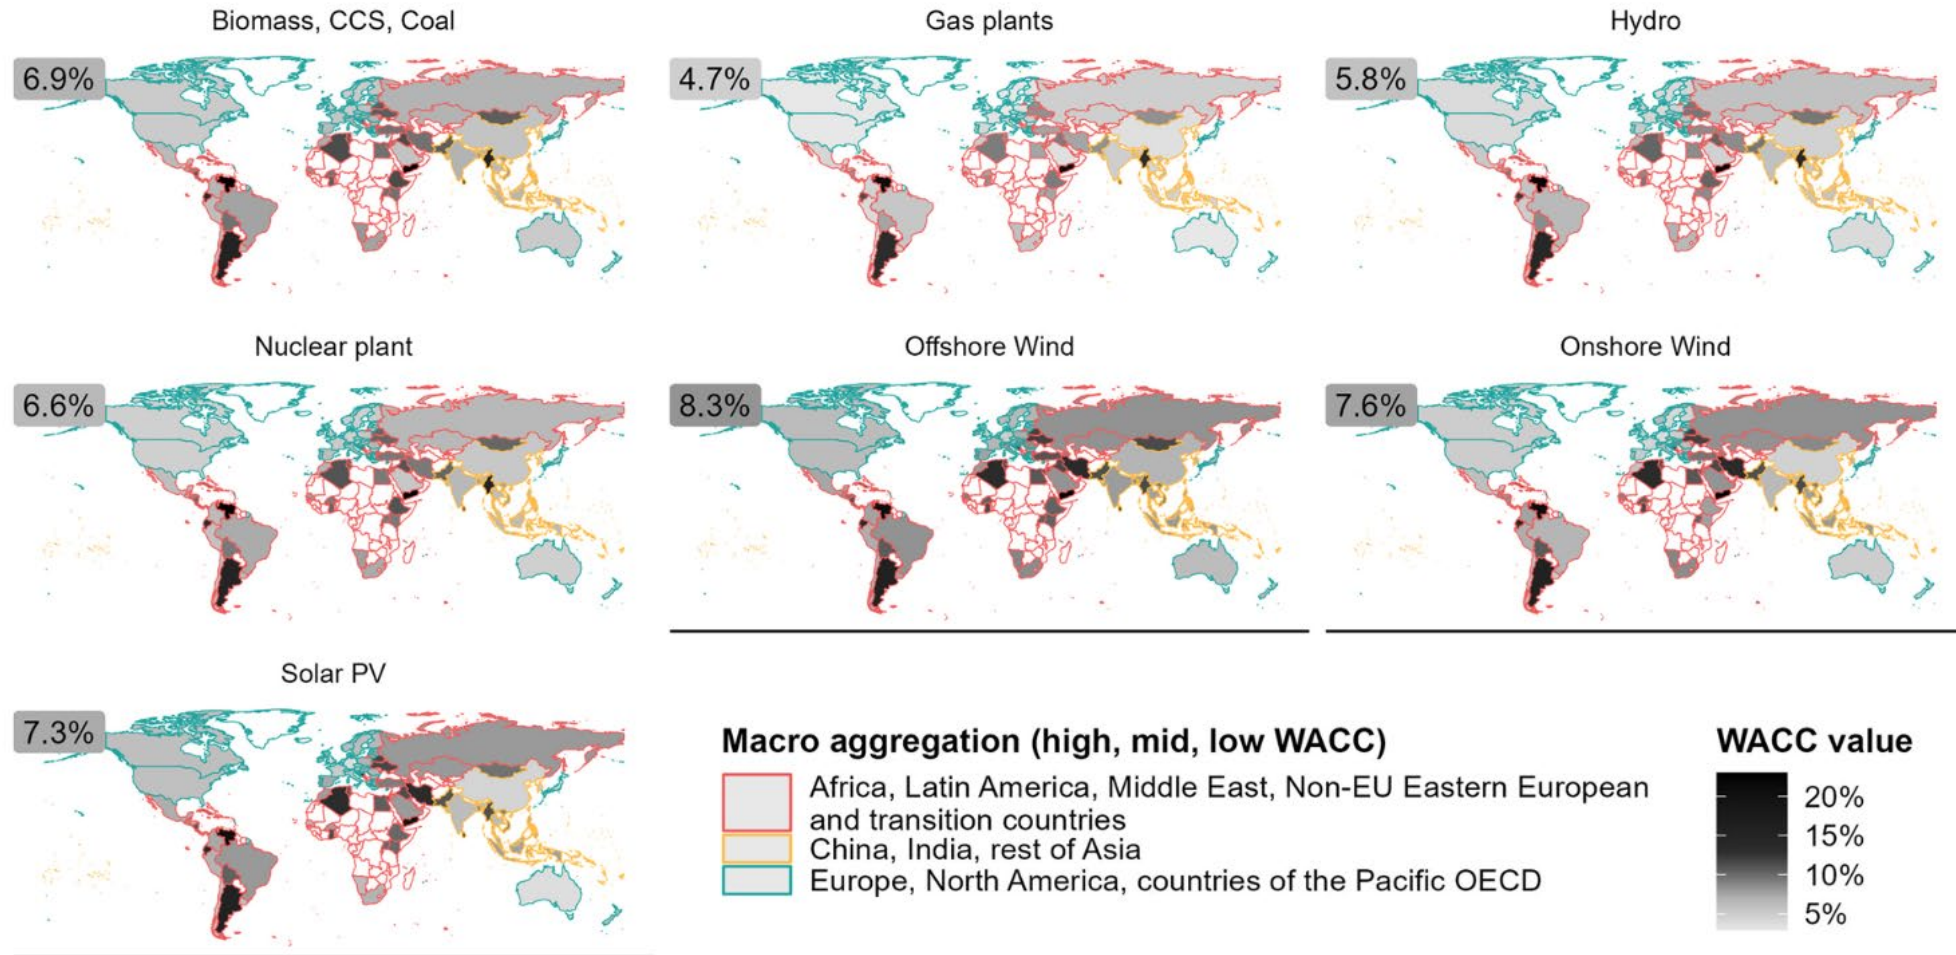 Biomass, CCS, Coal
Gas plants
Hydro
6.9%
4.7%
5.8%
Nuclear plant
Offshore Wind
Onshore Wind
6.6%
8.3%
7.6%
Solar PV
7.3%
Macro aggregation (high, mid, low WACC)
Africa, Latin America, Middle East, Non-EU Eastern European
and transition countries
China, India, rest of Asia
Europe, North America, countries of the Pacific OECD
WACC value
20%
15%
10%
5%